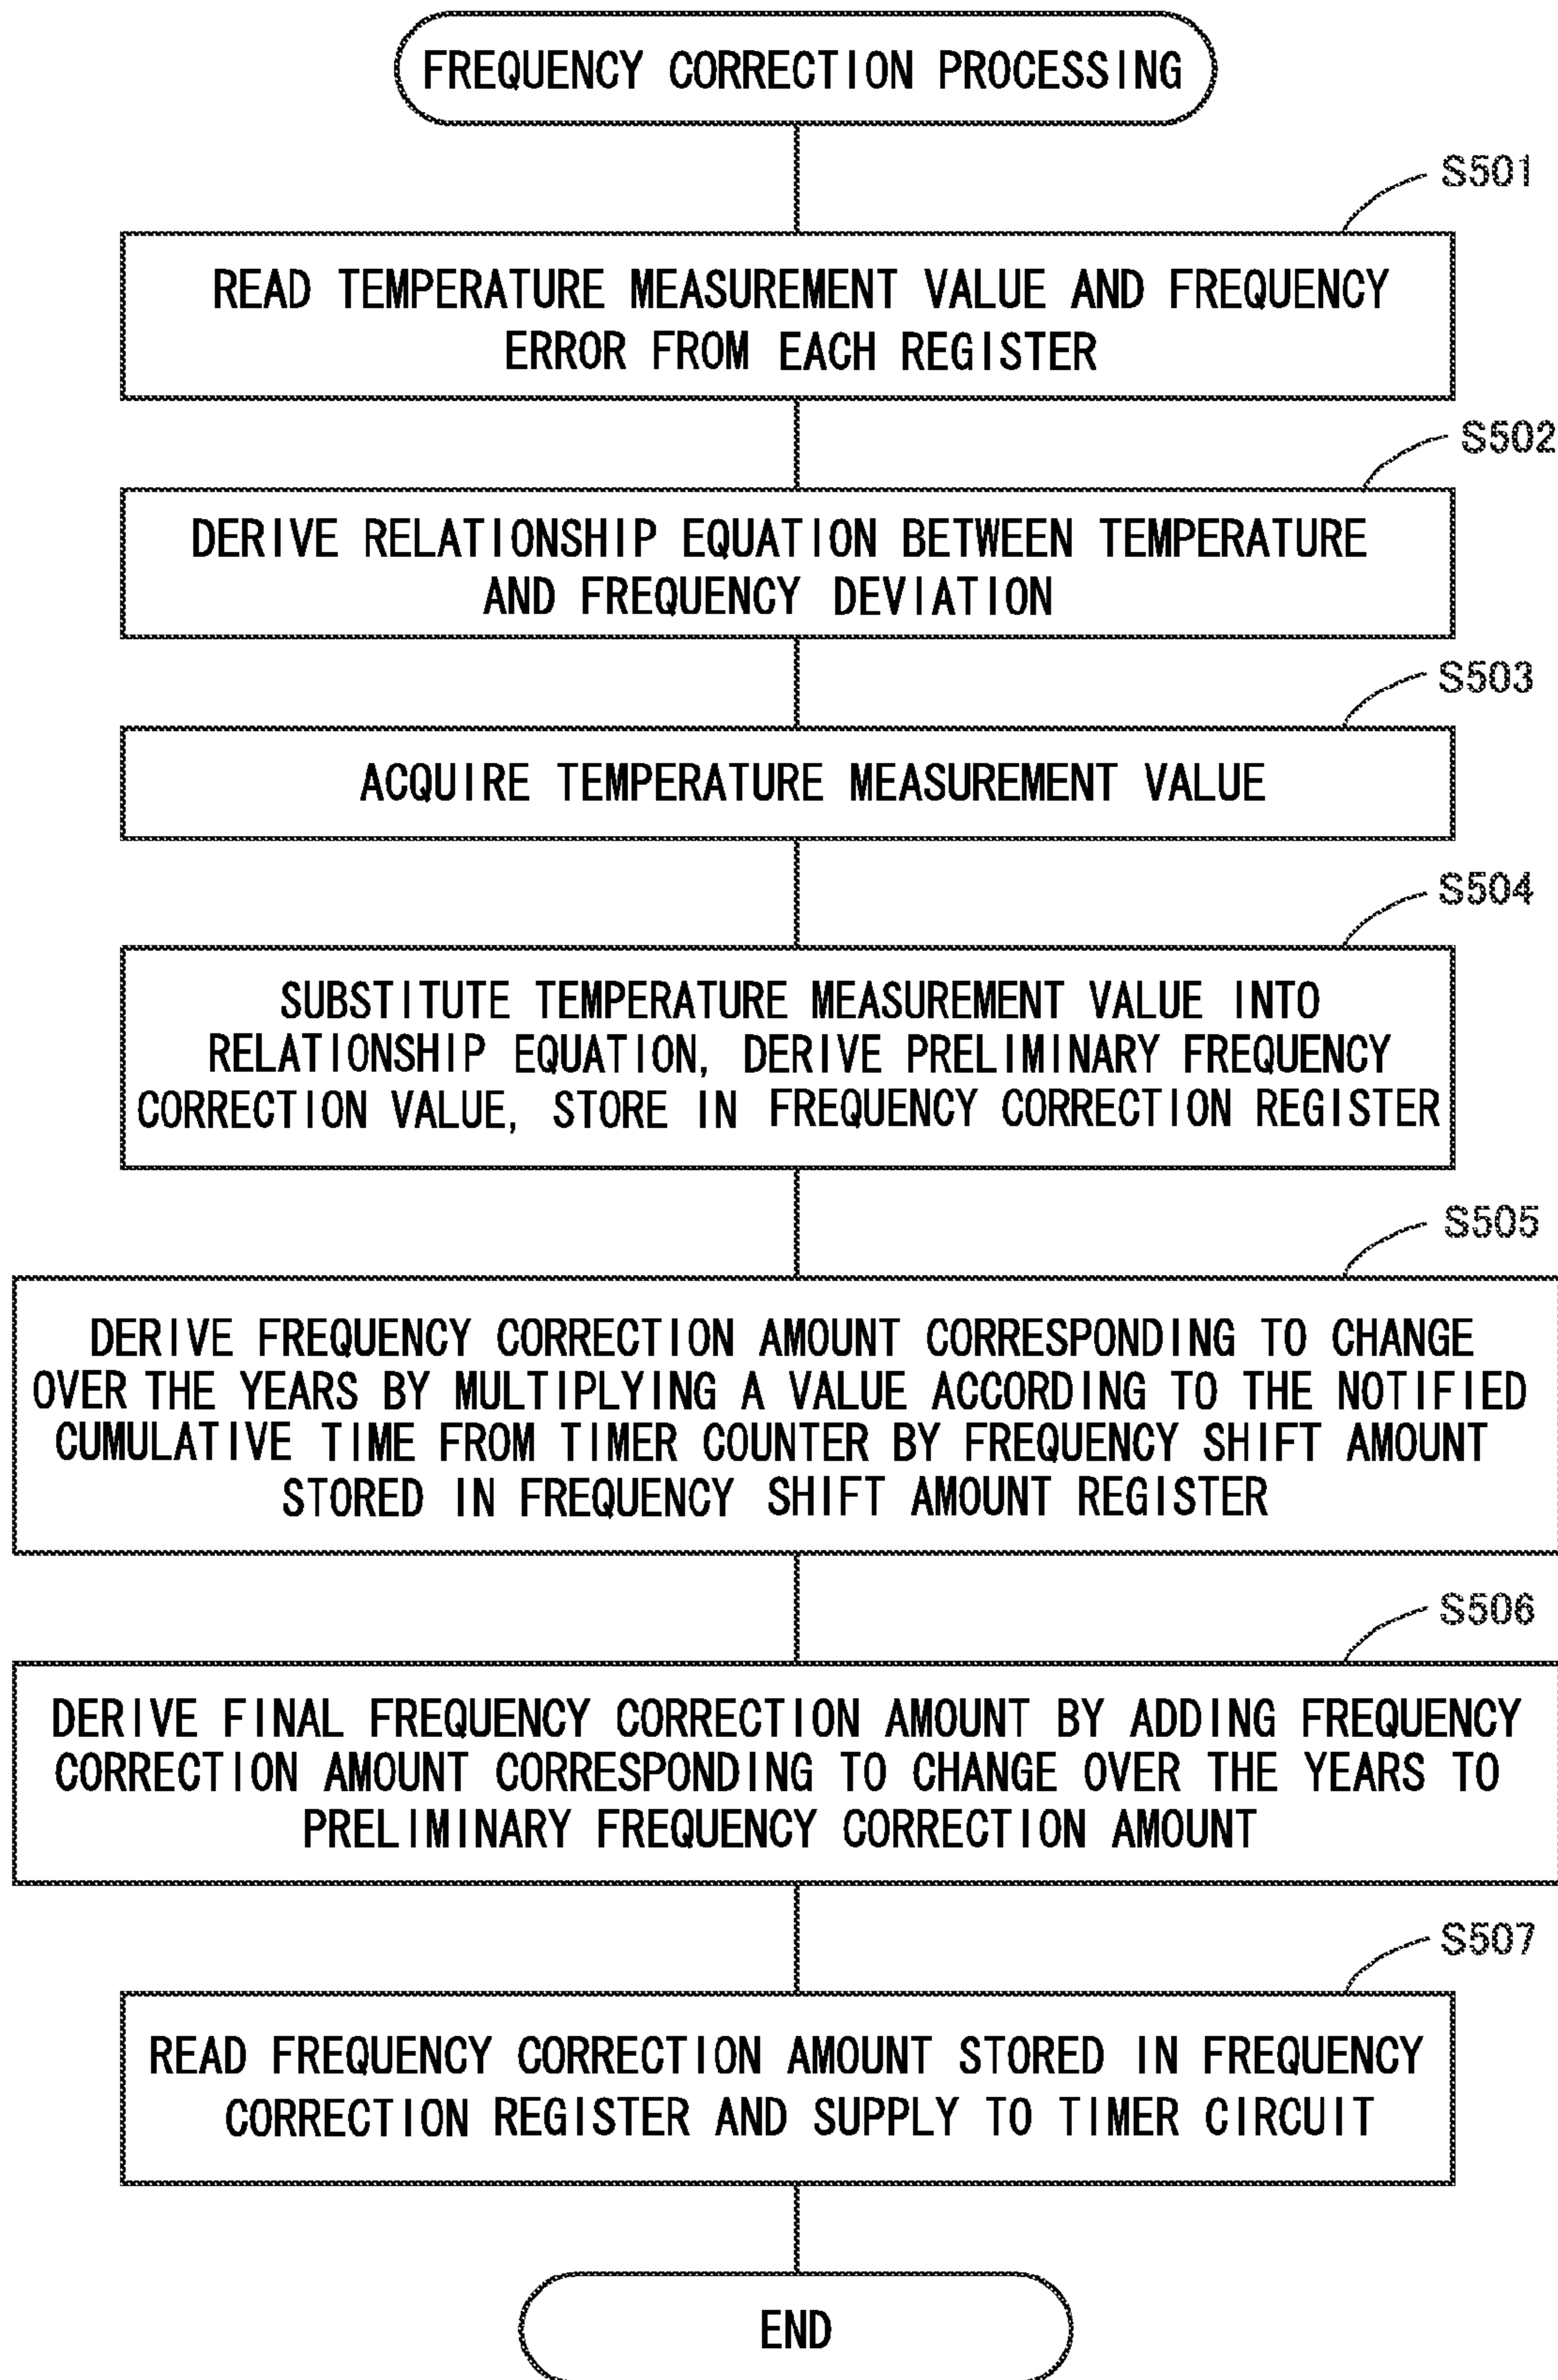 FREQUENCY CORRECTION PROCESSING
S501
READ TEMPERATURE MEASUREMENT VALUE AND FREQUENCY
ERROR FROM EACH REGISTER
S502
DERIVE RELATIONSHIP EQUATION BETWEEN TEMPERATURE
AND FREQUENCY DEVIATION
S503
ACQUIRE TEMPERATURE MEASUREMENT VALUE
S504
SUBSTITUTE TEMPERATURE MEASUREMENT VALUE INTO
RELATIONSHIP EQUATION, DERIVE PRELIMINARY FREQUENCY
CORRECTION VALUE, STORE IN FREQUENCY CORRECTION REGISTER
S505
DERIVE FREQUENCY CORRECTION AMOUNT CORRESPONDING TO CHANGE
OVER THE YEARS BY MULTIPLYING A VALUE ACCORDING TO THE NOTIFIED
CUMULATIVE TIME FROM TIMER COUNTER BY FREQUENCY SHIFT AMOUNT
STORED IN FREQUENCY SHIFT AMOUNT REGISTER
S506
DERIVE FINAL FREQUENCY CORRECTION AMOUNT BY ADDING FREQUENCY
CORRECTION AMOUNT CORRESPONDING TO CHANGE OVER THE YEARS TO
PRELIMINARY FREQUENCY CORRECTION AMOUNT
S507
READ FREQUENCY CORRECTION AMOUNT STORED IN FREQUENCY
CORRECTION REGISTER AND SUPPLY TO TIMER CIRCUIT
END